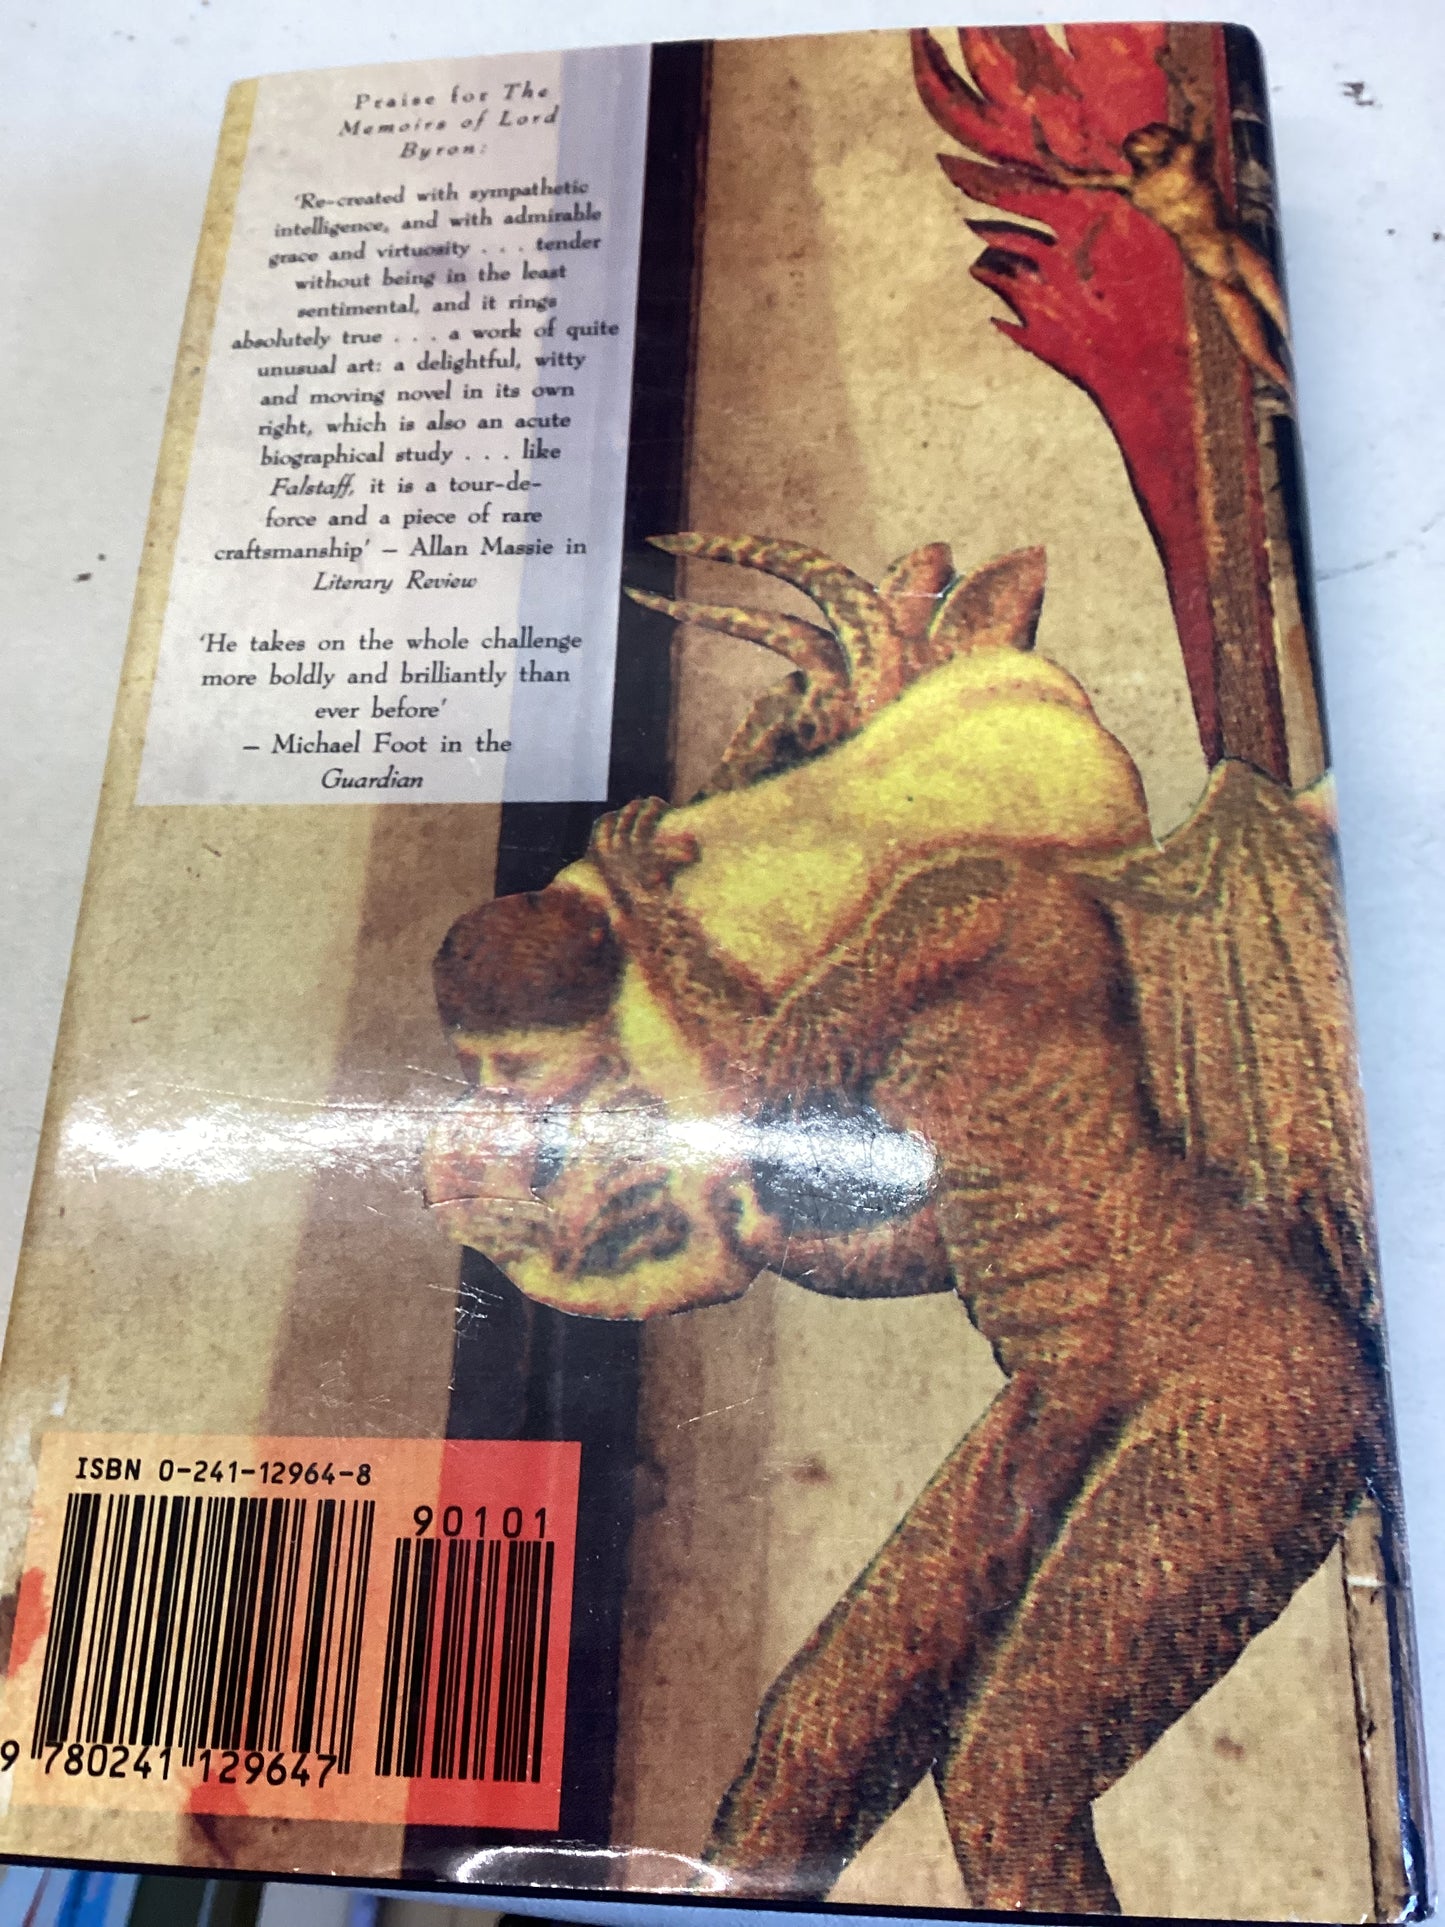 Praise for The
Memoirs of Lord
Byron:
'Re-created with sympathetic
intelligence, and with admirable
grace and virtuosity . . . tender
without being in the least
sentimental, and it rings
absolutely true . . . a work of quite
unusual art: a delightful, witty
and moving novel in its own
right, which is also an acute
biographical study . . . like
Falstaff, it is a tour-de-
force and a piece of rare
craftsmanship' – Allan Massie in
Literary Review
'He takes on the whole challenge
more boldly and brilliantly than
ever before'
– Michael Foot in the
Guardian
ISBN 0-241-12964-8
90101
9 780241 129647